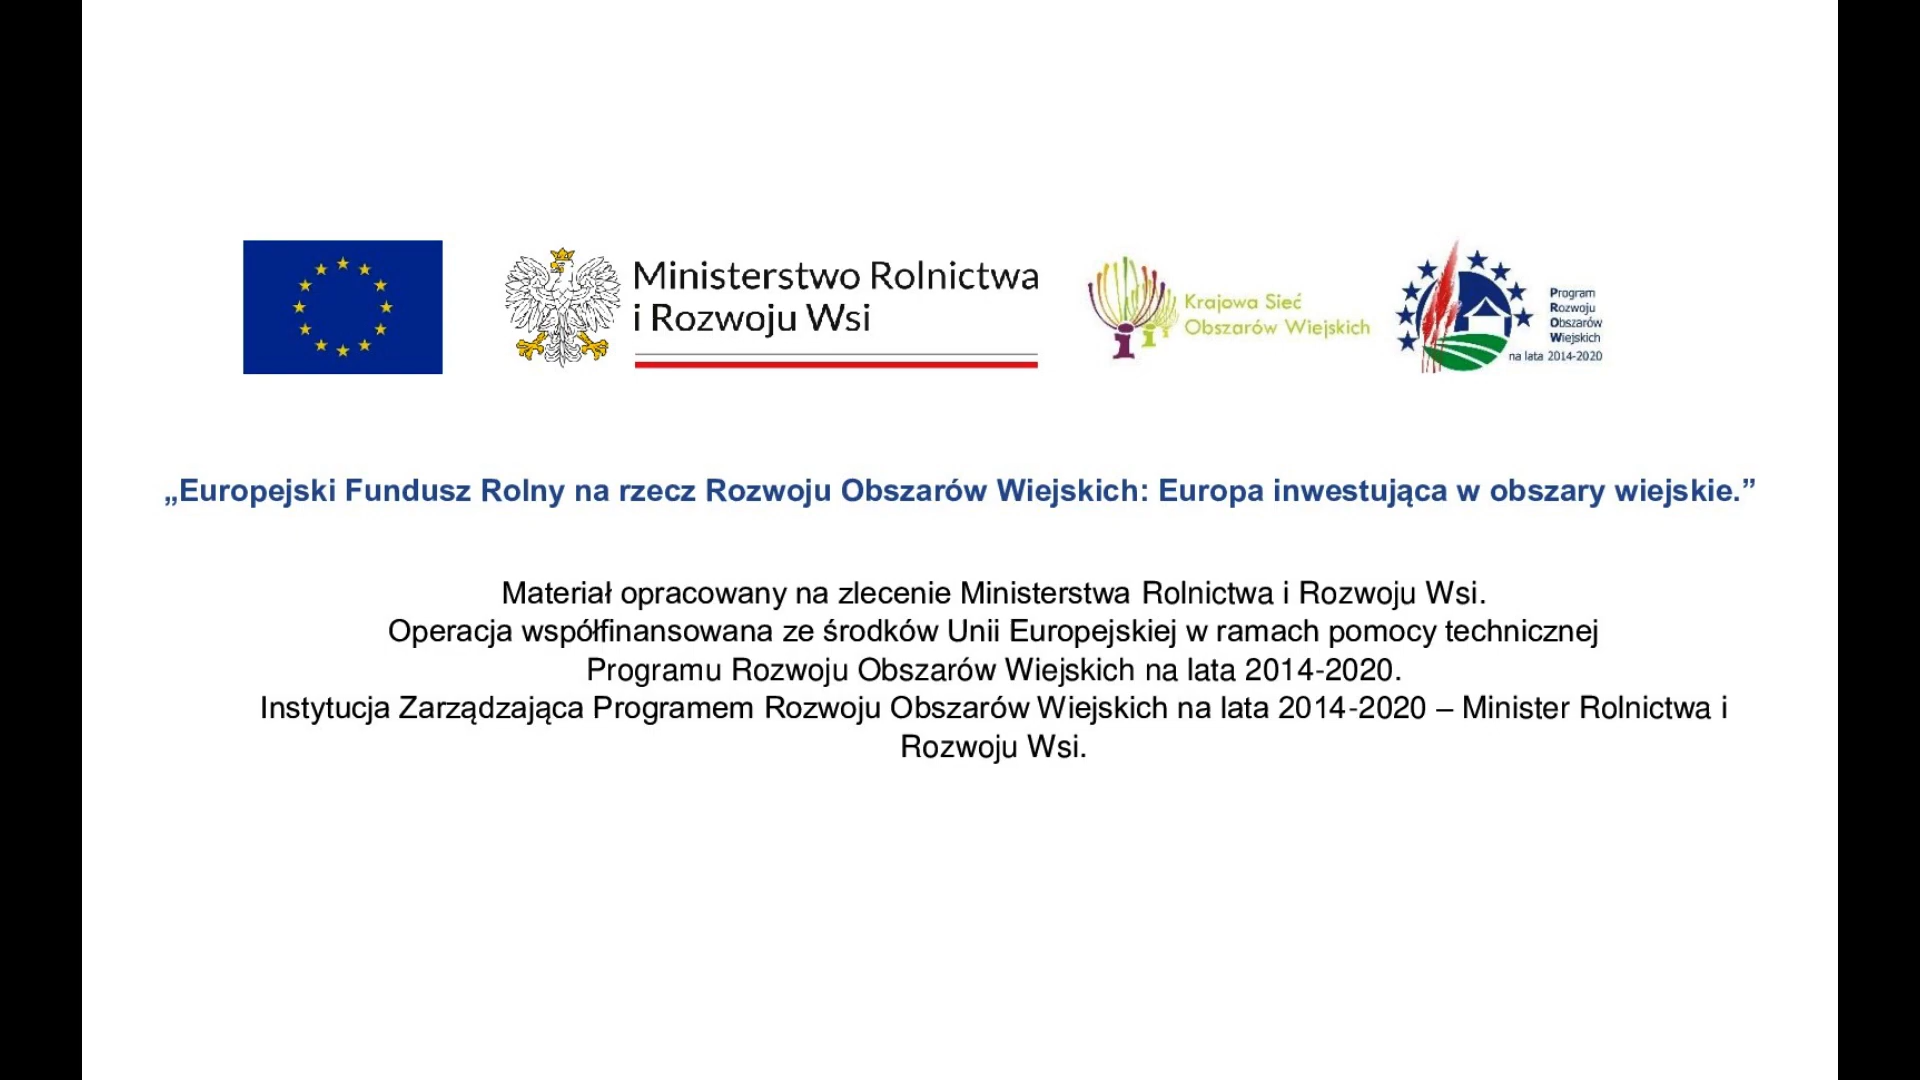 Ministerstwo Rolnictwa
i Rozwoju Wsi
Krajowa Sieć
Obszarów Wiejskich
Program
Rozwoju
Obszarów
Wiejskich
na lata 2014-2020
„Europejski Fundusz Rolny na rzecz Rozwoju Obszarów Wiejskich: Europa inwestująca w obszary wiejskie.”
Materiał opracowany na zlecenie Ministerstwa Rolnictwa i Rozwoju Wsi.
Operacja współfinansowana ze środków Unii Europejskiej w ramach pomocy technicznej
Programu Rozwoju Obszarów Wiejskich na lata 2014-2020.
Instytucja Zarządzająca Programem Rozwoju Obszarów Wiejskich na lata 2014-2020 – Minister Rolnictwa i
Rozwoju Wsi.